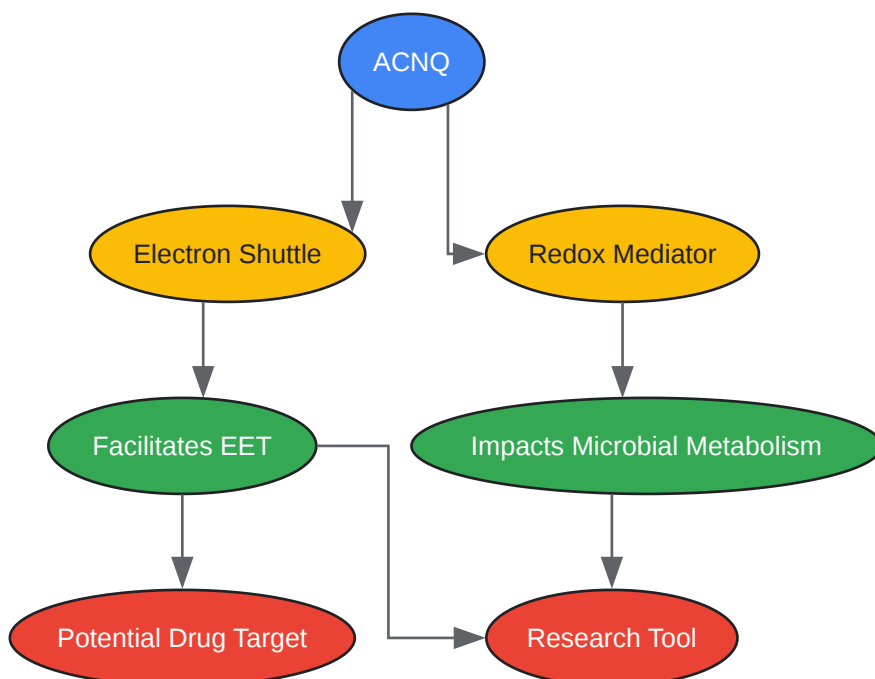 ACNQ
Electron Shuttle
Redox Mediator
Facilitates EET
Impacts Microbial Metabolism
Potential Drug Target
Research Tool